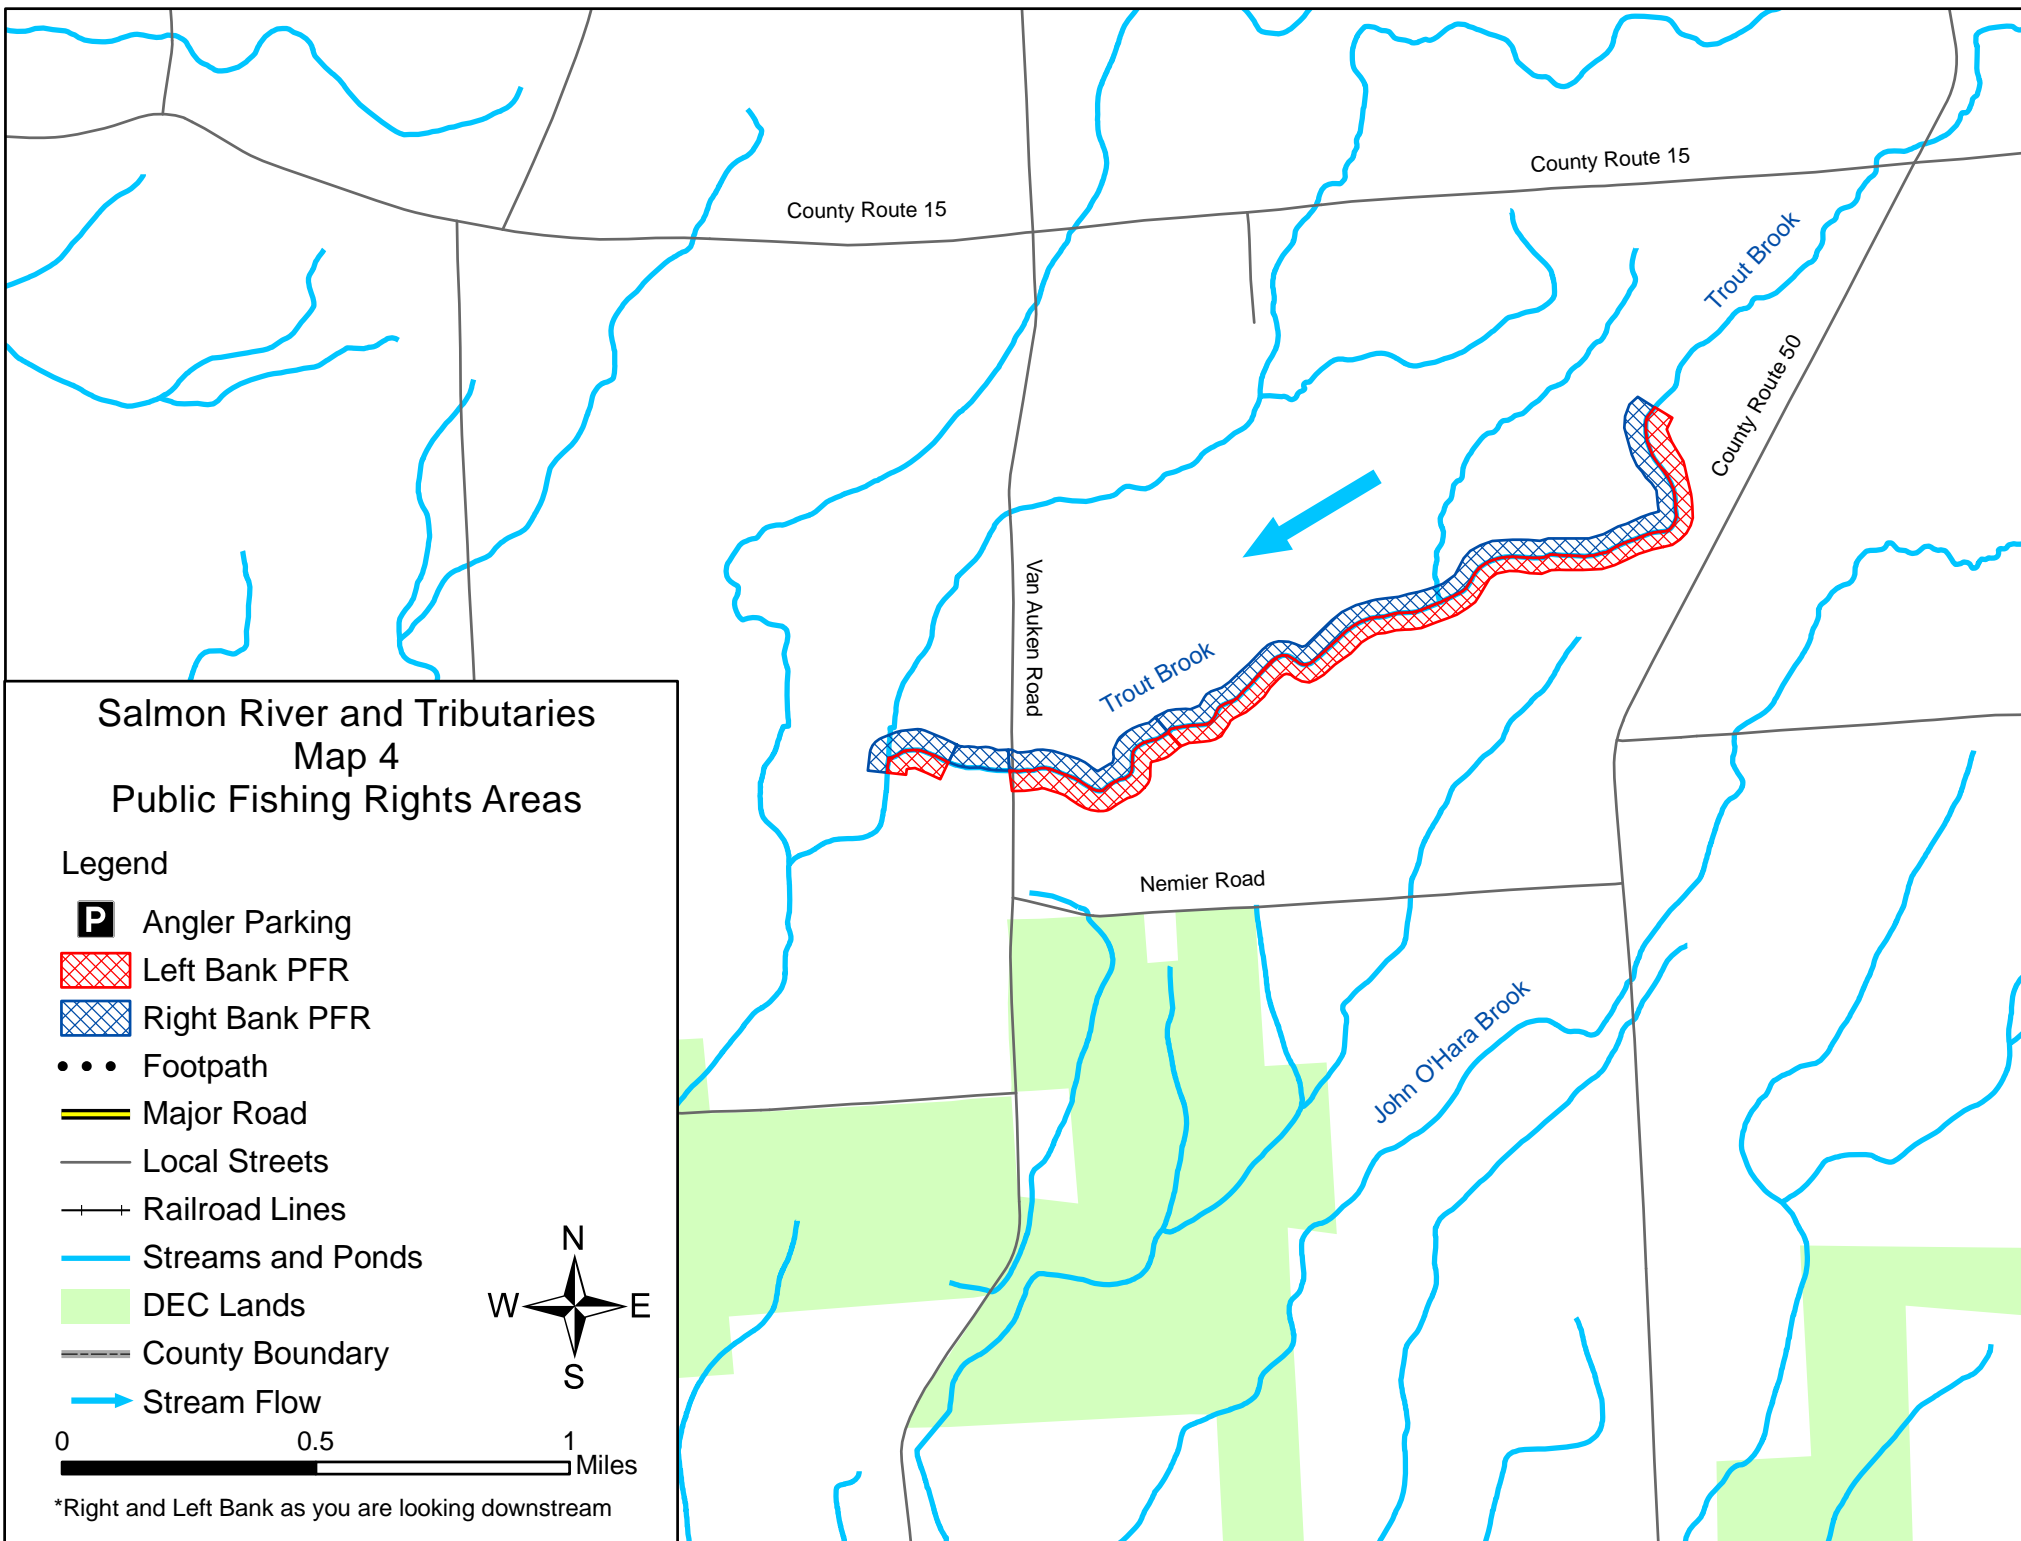 County Route 15
County Route 15
Trout Brook
County Route 50
Van Auken Road
Trout Brook
Nemier Road
John O'Hara Brook
Salmon River and Tributaries
Map 4
Public Fishing Rights Areas
Legend
P Angler Parking
Left Bank PFR
Right Bank PFR
Footpath
Major Road
Local Streets
Railroad Lines
Streams and Ponds
DEC Lands
County Boundary
Stream Flow
N
W E
S
0 0.5 1
Miles
*Right and Left Bank as you are looking downstream